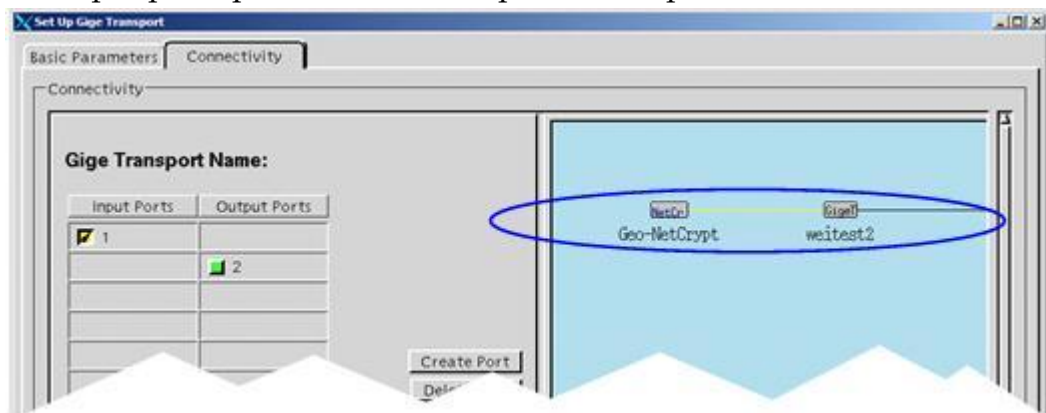 Set Up Gige Transport
Basic Parameters
Connectivity
Connectivity
Gige Transport Name:
Input Ports
Output Ports
1
2
Create Port
NetCr
GigeT
Geo-NetCrypt
weitest2